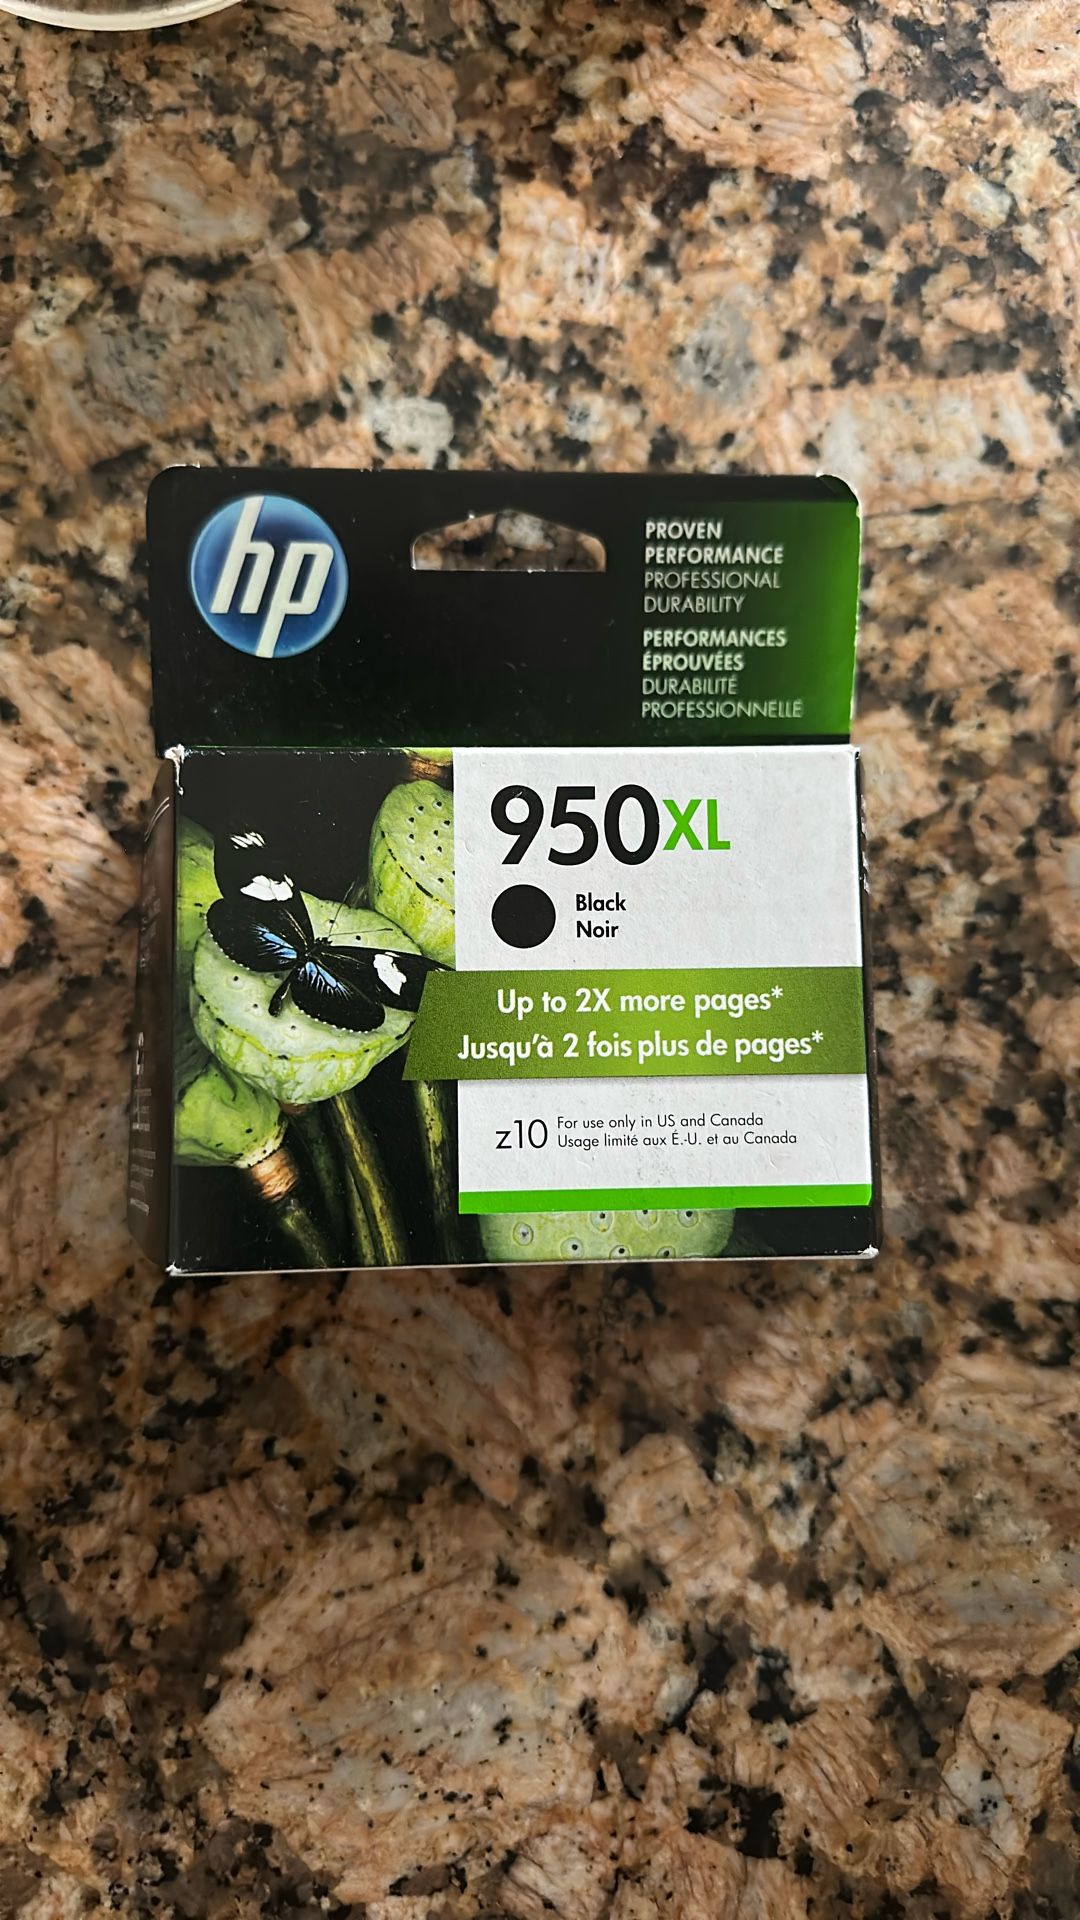 hp
PROVEN
PERFORMANCE
PROFESSIONAL
DURABILITY
PERFORMANCES
ÉPROUVÉES
DURABILITÉ
PROFESSIONNELLE
950XL
Black
Noir
Up to 2X more pages*
Jusqu'à 2 fois plus de pages*
z10
For use only in US and Canada
Usage limité aux É.-U. et au Canada